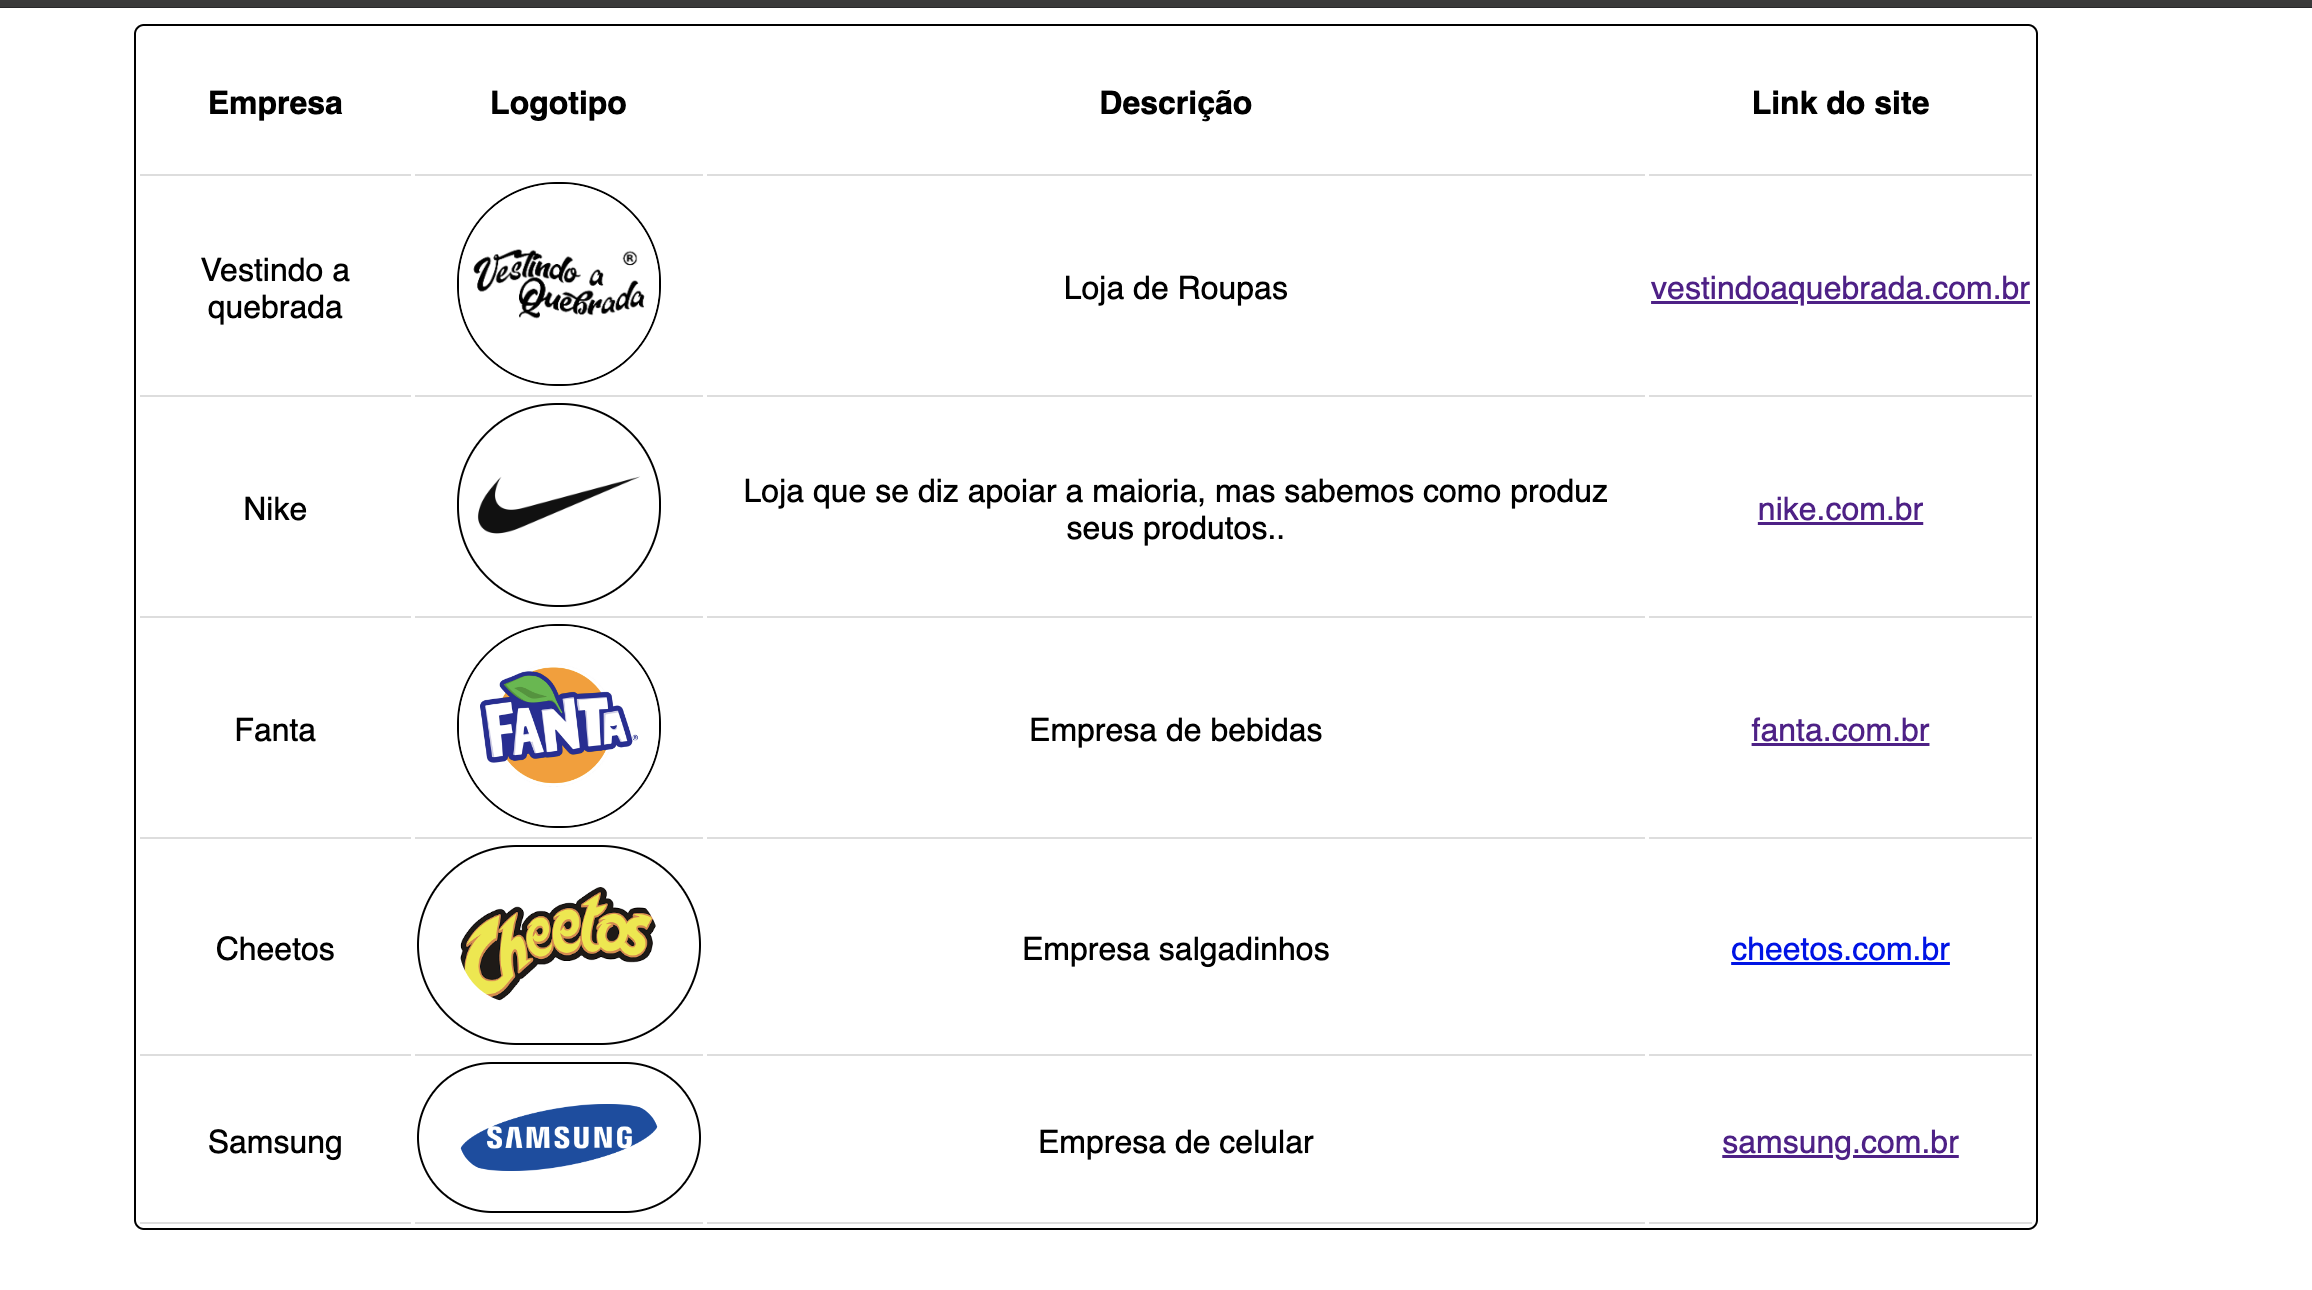 Empresa Logotipo Descrição Link do site
Vestindo a
quebrada
Vestindo a ®
Quebrada
Loja de Roupas
vestindoaquebrada.com.br
Nike
Loja que se diz apoiar a maioria, mas sabemos como produz
seus produtos..
nike.com.br
Fanta
FANTA
Empresa de bebidas
fanta.com.br
Cheetos
Cheetos
Empresa salgadinhos
cheetos.com.br
Samsung
SAMSUNG
Empresa de celular
samsung.com.br